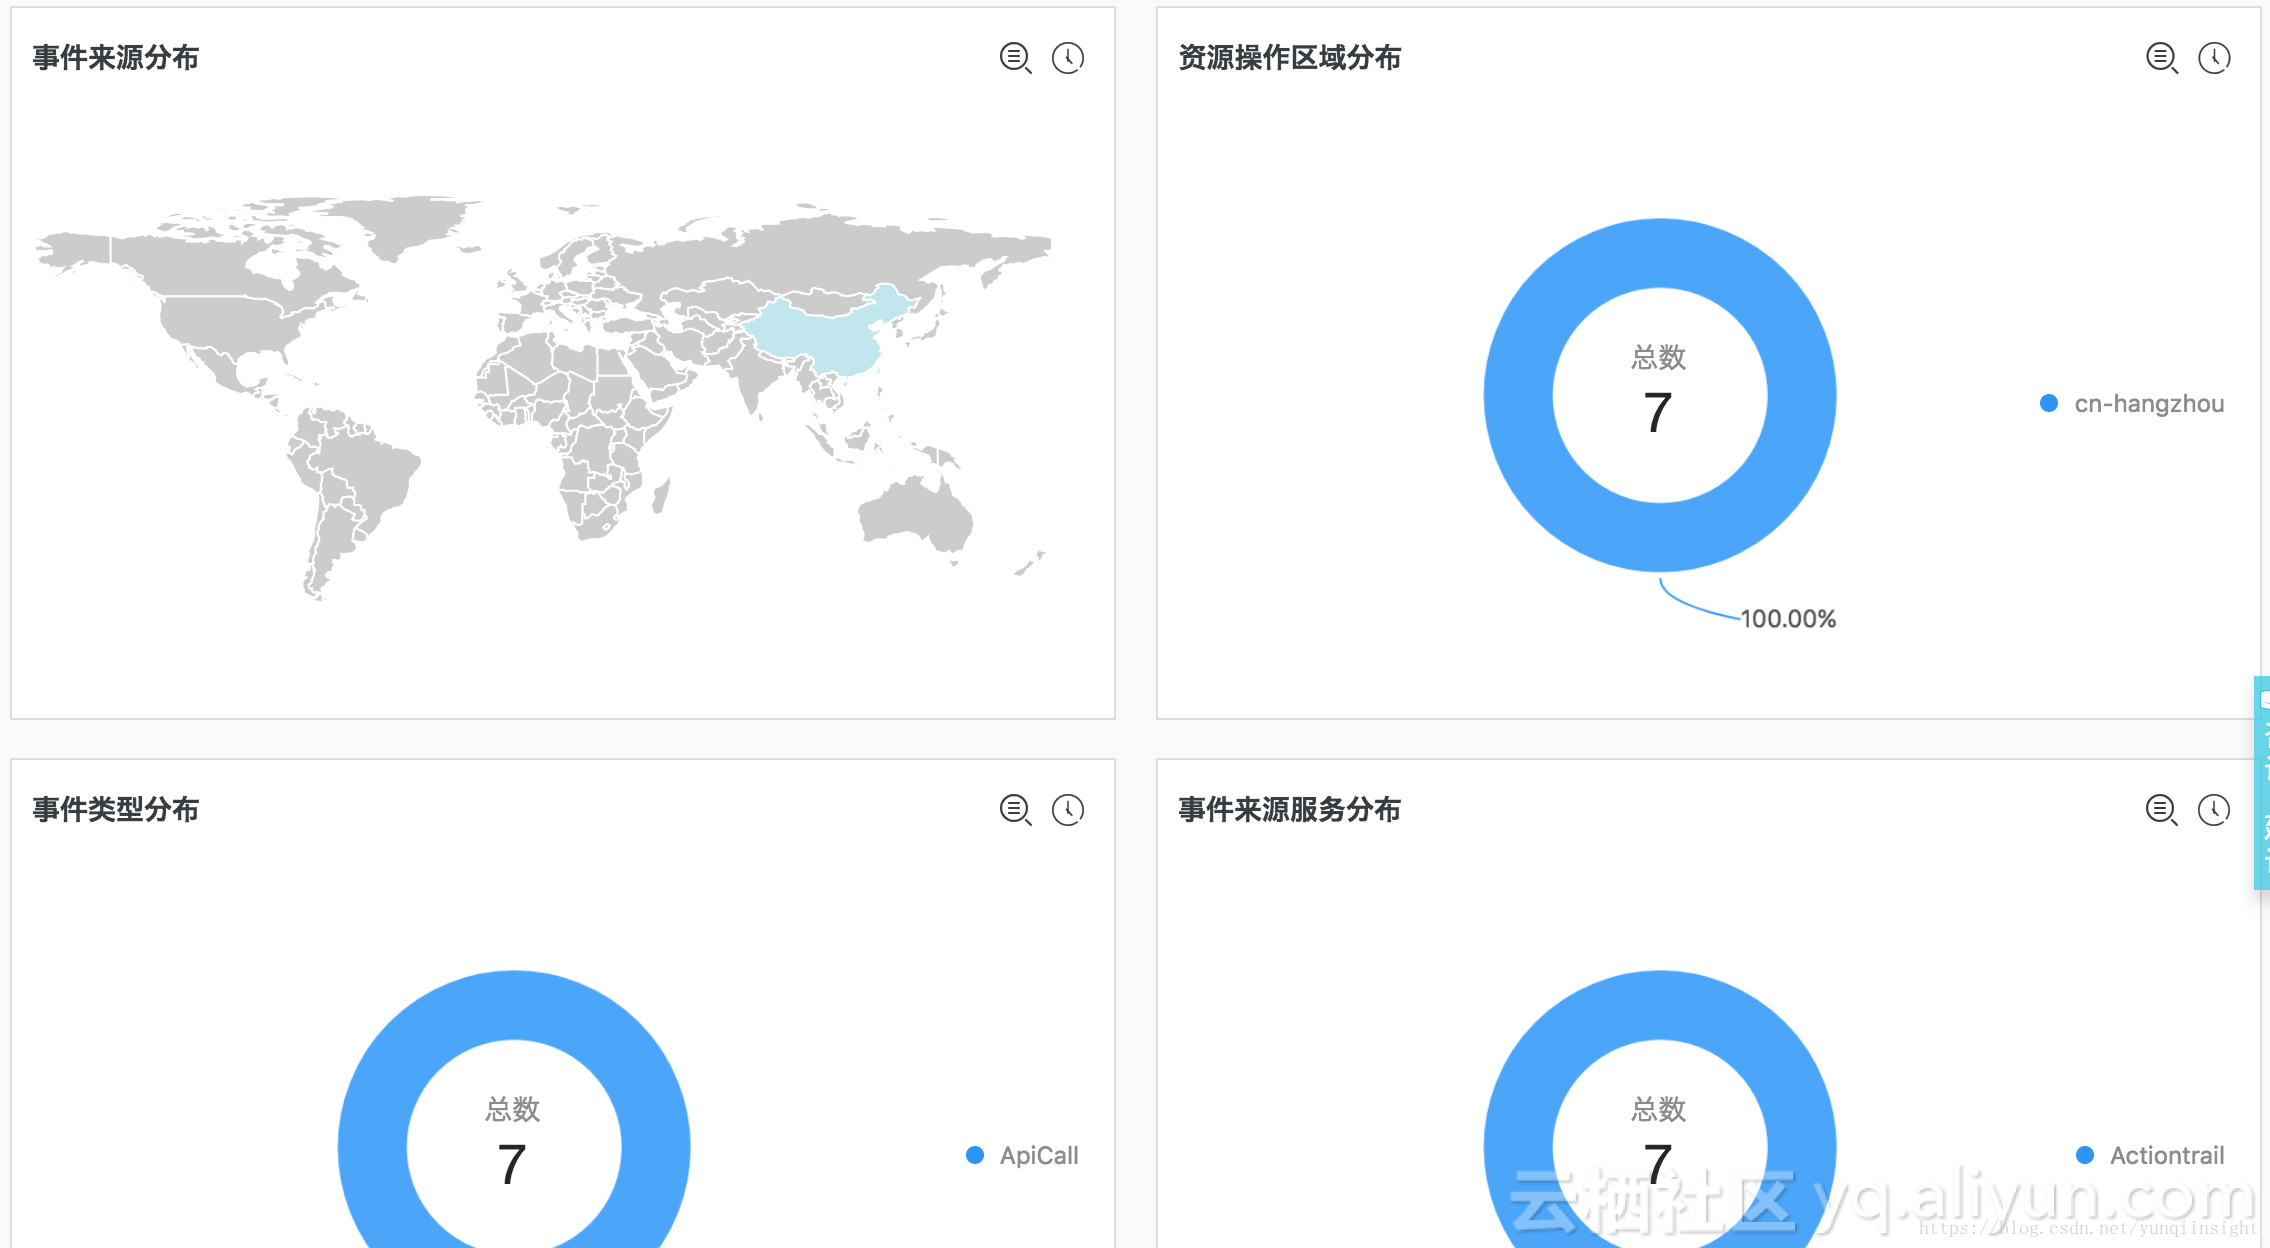 事件来源分布
资源操作区域分布
总数
7
cn-hangzhou
100.00%
事件类型分布
事件来源服务分布
总数
7
ApiCall
总数
7
Actiontrail
云栖社区 yq.aliyun.com
https://blog.csdn.net/yunqiinsight